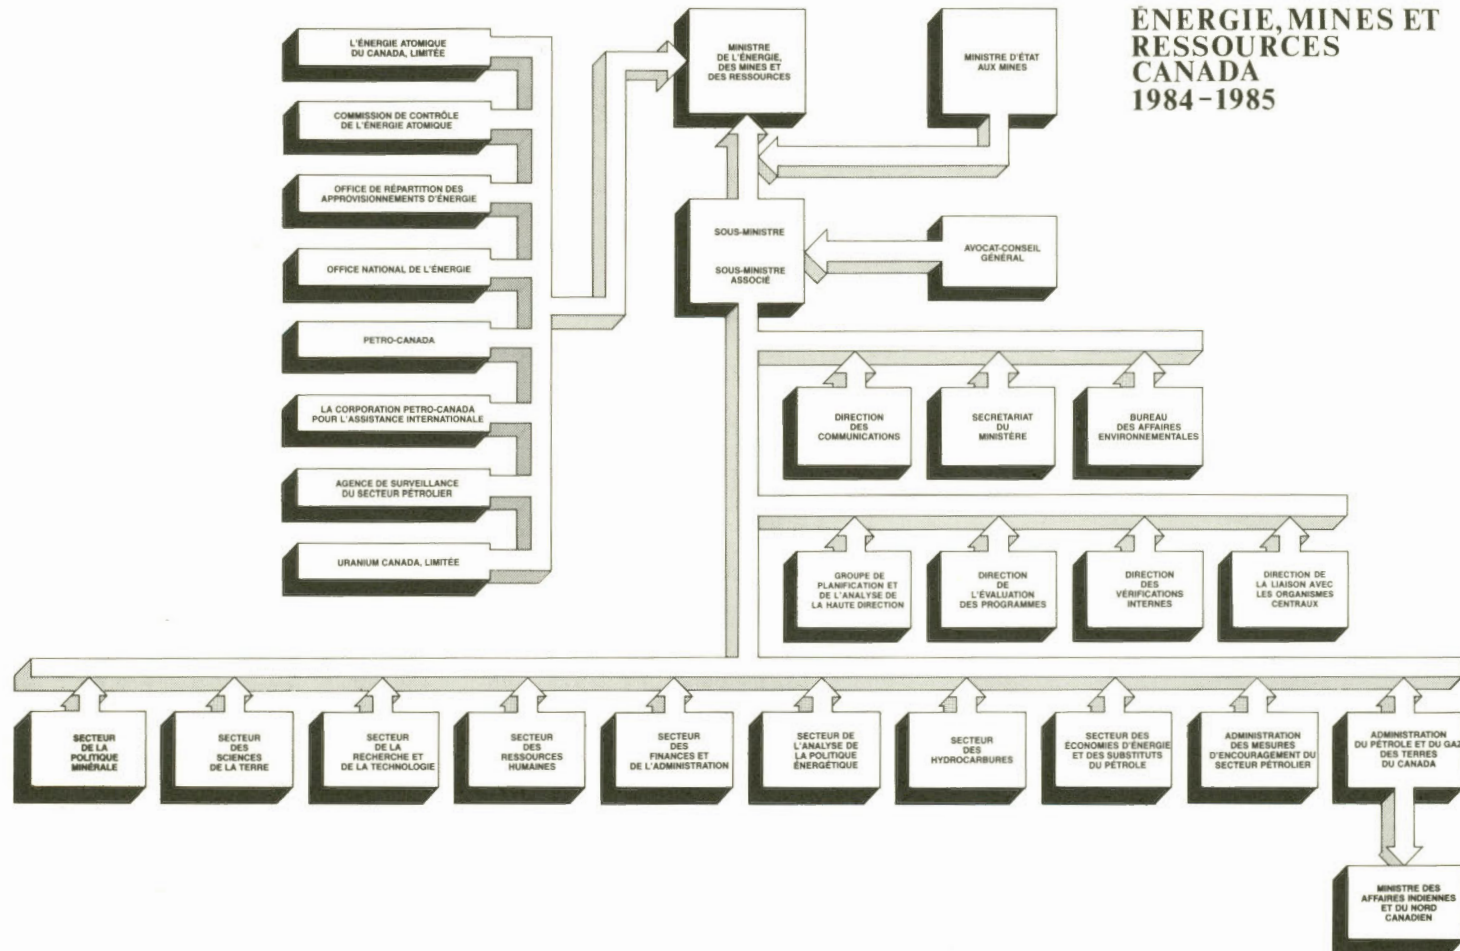 ÉNERGIE, MINES ET
RESSOURCES
CANADA
1984-1985
L'ÉNERGIE ATOMIQUE
DU CANADA, LIMITÉE
COMMISSION DE CONTRÔLE
DE L'ÉNERGIE ATOMIQUE
OFFICE DE RÉPARTITION DES
APPROVISIONNEMENTS D'ÉNERGIE
OFFICE NATIONAL DE L'ÉNERGIE
PETRO-CANADA
LA CORPORATION PETRO-CANADA
POUR L'ASSISTANCE INTERNATIONALE
AGENCE DE SURVEILLANCE
DU SECTEUR PÉTROLIER
URANIUM CANADA, LIMITÉE
MINISTRE
DE L'ÉNERGIE,
DES MINES ET
DES RESSOURCES
MINISTRE D'ÉTAT
AUX MINES
SOUS-MINISTRE
SOUS-MINISTRE
ASSOCIÉ
AVOCAT-CONSEIL
GÉNÉRAL
DIRECTION
DES
COMMUNICATIONS
SECRÉTARIAT
DU
MINISTÈRE
BUREAU
DES AFFAIRES
ENVIRONNEMENTALES
GROUPE DE
PLANIFICATION ET
DE L'ANALYSE DE
LA HAUTE DIRECTION
DIRECTION
DE
L'ÉVALUATION
DES PROGRAMMES
DIRECTION
DES
VÉRIFICATIONS
INTERNES
DIRECTION DE
LA LIAISON AVEC
LES ORGANISMES
CENTRAUX
SECTEUR
DE LA
POLITIQUE
MINÉRALE
SECTEUR
DES
SCIENCES
DE LA TERRE
SECTEUR
DE LA
RECHERCHE ET
DE LA TECHNOLOGIE
SECTEUR
DES
RESSOURCES
HUMAINES
SECTEUR
DES
FINANCES ET
DE L'ADMINISTRATION
SECTEUR DE
L'ANALYSE DE
LA POLITIQUE
ÉNERGÉTIQUE
SECTEUR
DES
HYDROCARBURES
SECTEUR DES
ÉCONOMIES D'ÉNERGIE
ET DES SUBSTITUTS
DU PÉTROLE
ADMINISTRATION
DES MESURES
D'ENCOURAGEMENT DU
SECTEUR PÉTROLIER
ADMINISTRATION
DU PÉTROLE ET DU GAZ
DES TERRES
DU CANADA
MINISTRE DES
AFFAIRES INDIENNES
ET DU NORD
CANADIEN